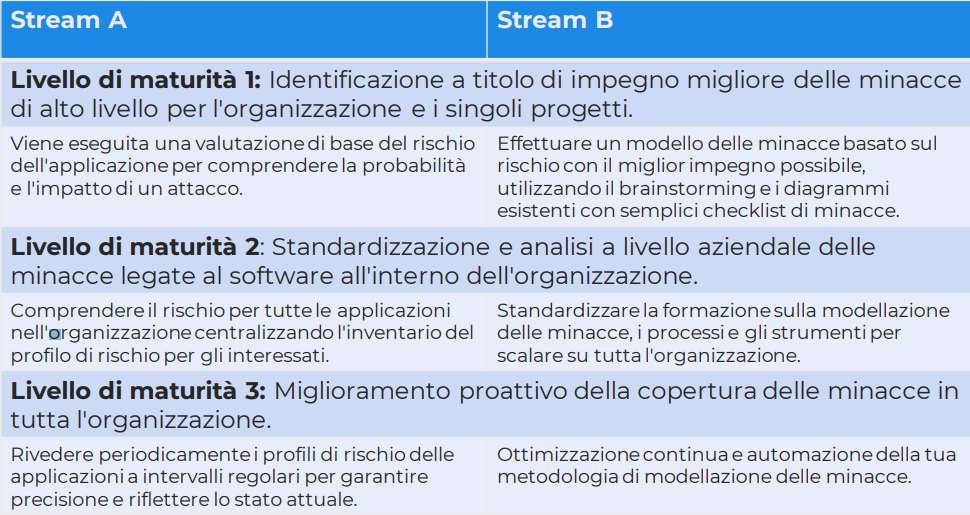 Stream A
Stream B
Livello di maturità 1: Identificazione a titolo di impegno migliore delle minacce
di alto livello per l'organizzazione e i singoli progetti.
Viene eseguita una valutazione di base del rischio
dell'applicazione per comprendere la probabilità
e l'impatto di un attacco.
Effettuare un modello delle minacce basato sul
rischio con il miglior impegno possibile,
utilizzando il brainstorming e i diagrammi
esistenti con semplici checklist di minacce.
Livello di maturità 2: Standardizzazione e analisi a livello aziendale delle
minacce legate al software all'interno dell'organizzazione.
Comprendere il rischio per tutte le applicazioni
nell'organizzazione centralizzando l'inventario del
profilo di rischio per gli interessati.
Standardizzare la formazione sulla modellazione
delle minacce, i processi e gli strumenti per
scalare su tutta l'organizzazione.
Livello di maturità 3: Miglioramento proattivo della copertura delle minacce in
tutta l'organizzazione.
Rivedere periodicamente i profili di rischio delle
applicazioni a intervalli regolari per garantire
precisione e riflettere lo stato attuale.
Ottimizzazione continua e automazione della tua
metodologia di modellazione delle minacce.